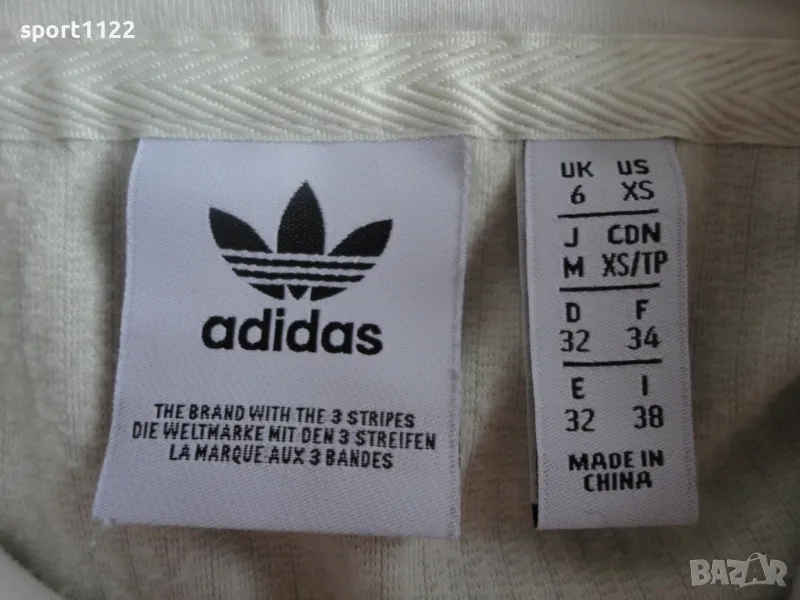 sport1122
adidas
THE BRAND WITH THE 3 STRIPES
DIE WELTMARKE MIT DEN 3 STREIFEN
LA MARQUE AUX 3 BANDES
UK US
6 XS
J CDN
M XS/TP
D F
32 34
E I
32 38
MADE IN
CHINA
BAZAR